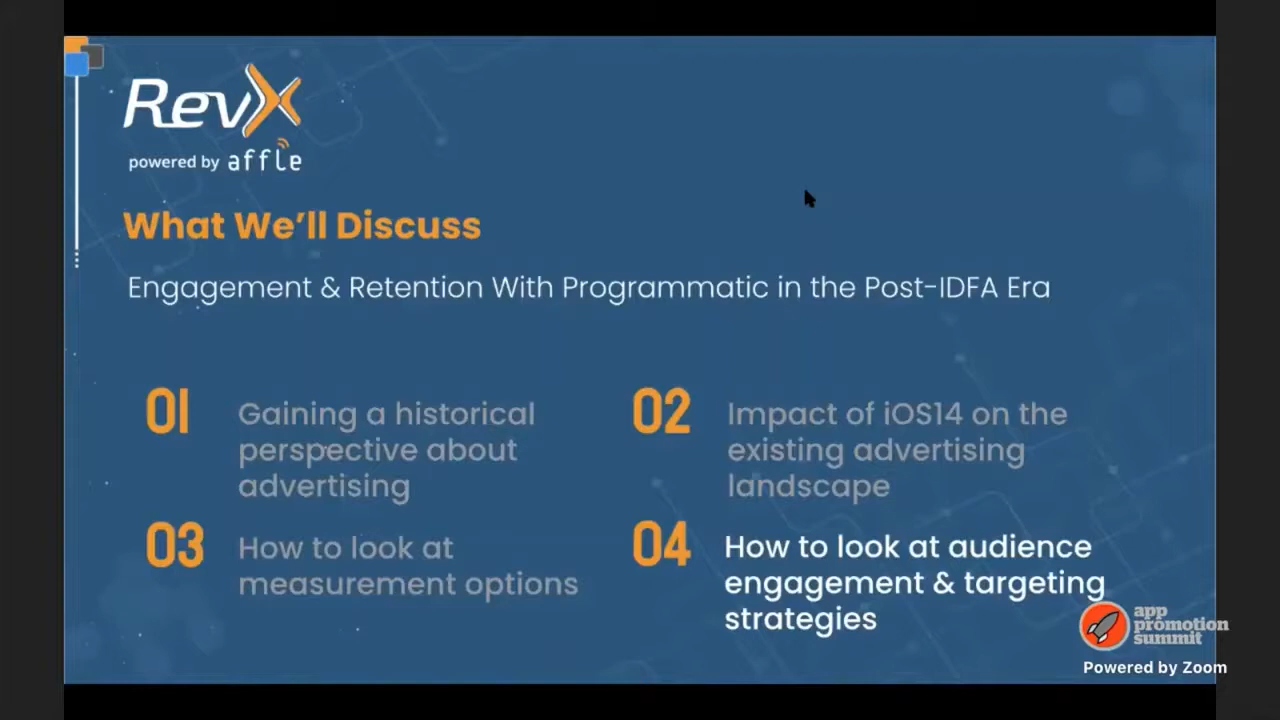 RevX
powered by affle
What We'll Discuss
Engagement & Retention With Programmatic in the Post-IDFA Era
01
Gaining a historical
perspective about
advertising
02
Impact of iOS14 on the
existing advertising
landscape
03
How to look at
measurement options
04
How to look at audience
engagement & targeting
strategies
app
promotion
summit
Powered by Zoom